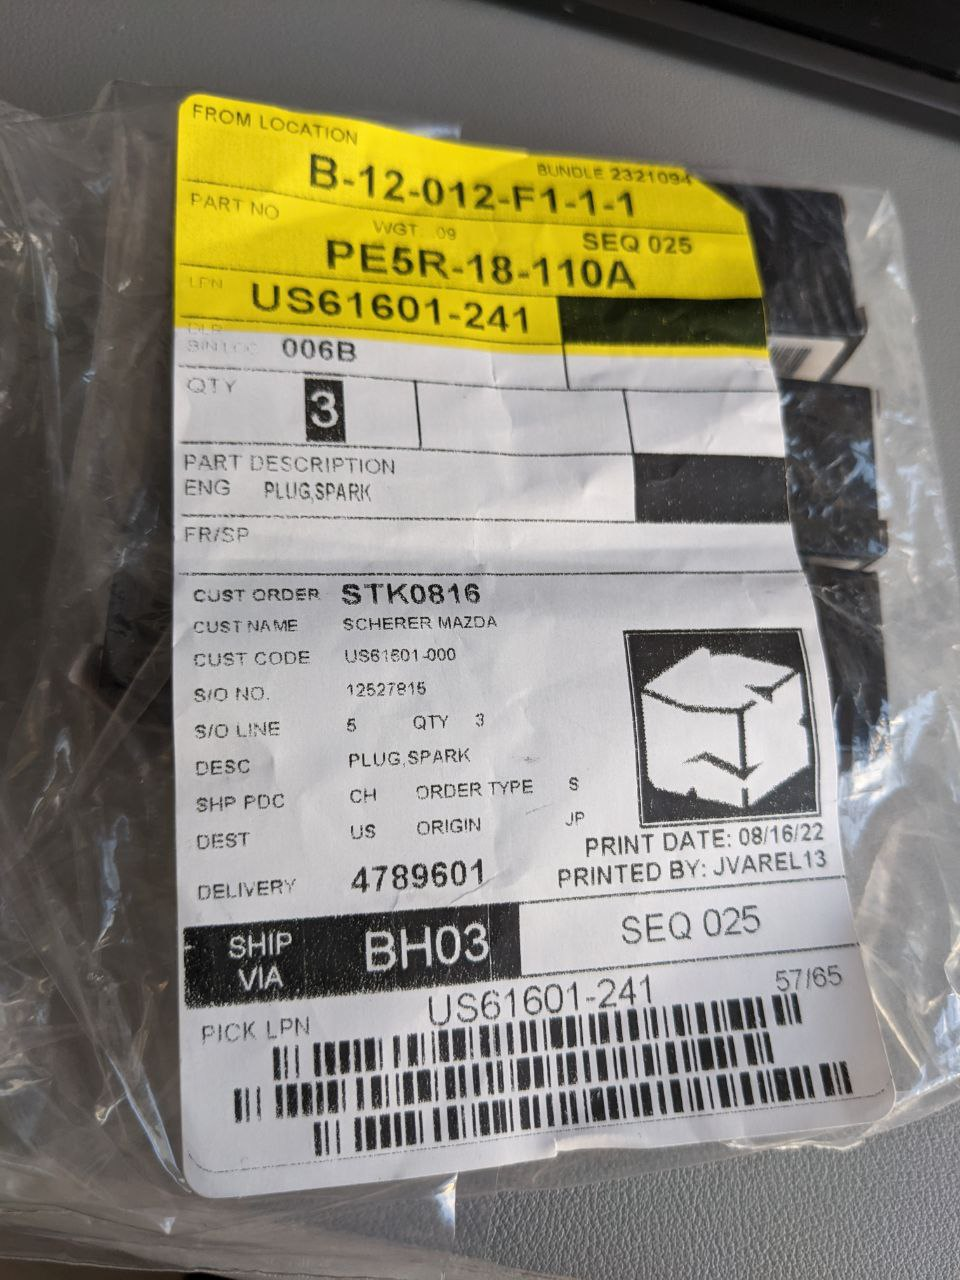 FROM LOCATION
BUNDLE 2321094
B-12-012-F1-1-1
PART NO
WGT. 09
SEQ 025
PE5R-18-110A
LPN
US61601-241
DLR
BIN LOC 006B
QTY 3
PART DESCRIPTION
ENG PLUG,SPARK
FR/SP
CUST ORDER STK0816
CUST NAME SCHERER MAZDA
CUST CODE US61601-000
S/O NO. 12527815
S/O LINE 5 QTY 3
DESC PLUG,SPARK
SHP PDC CH ORDER TYPE S
DEST US ORIGIN JP
PRINT DATE: 08/16/22
DELIVERY 4789601
PRINTED BY: JVAREL13
SHIP VIA BH03
SEQ 025
US61601-241
57/65
PICK LPN